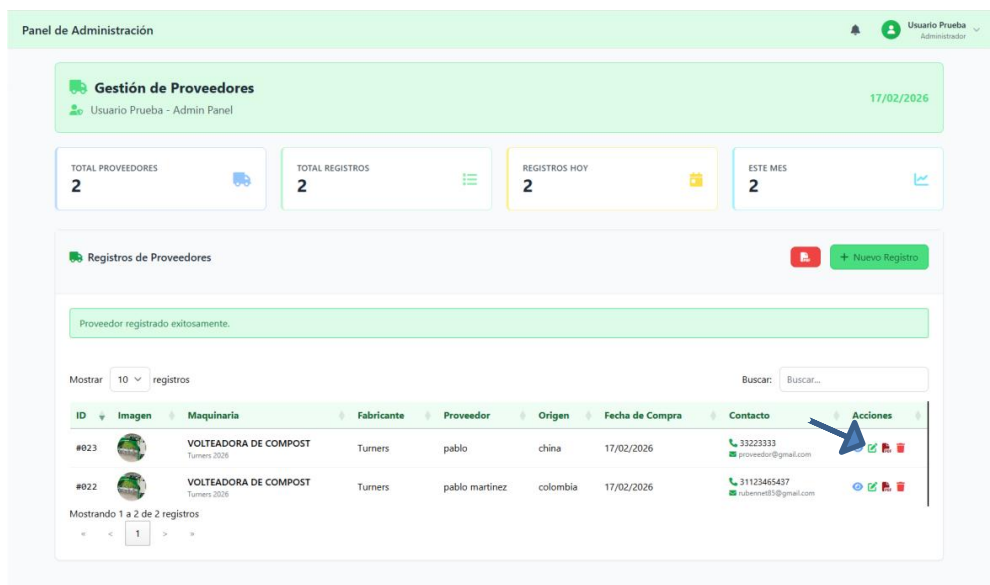 Panel de Administración
Usuario Prueba
Administrador
Gestión de Proveedores
Usuario Prueba - Admin Panel
17/02/2026
TOTAL PROVEEDORES
2
TOTAL REGISTROS
2
REGISTROS HOY
2
ESTE MES
2
Registros de Proveedores
+ Nuevo Registro
Proveedor registrado exitosamente.
Mostrar 10 registros
Buscar: Buscar...
ID Imagen Maquinaria Fabricante Proveedor Origen Fecha de Compra Contacto Acciones
#023 VOLTEADORA DE COMPOST Turners pablo china 17/02/2026 33223333
Turners 2026 proveedor@gmail.com
#022 VOLTEADORA DE COMPOST Turners pablo martinez colombia 17/02/2026 31123465437
Turners 2026 rubennet85@gmail.com
Mostrando 1 a 2 de 2 registros
« < 1 > »